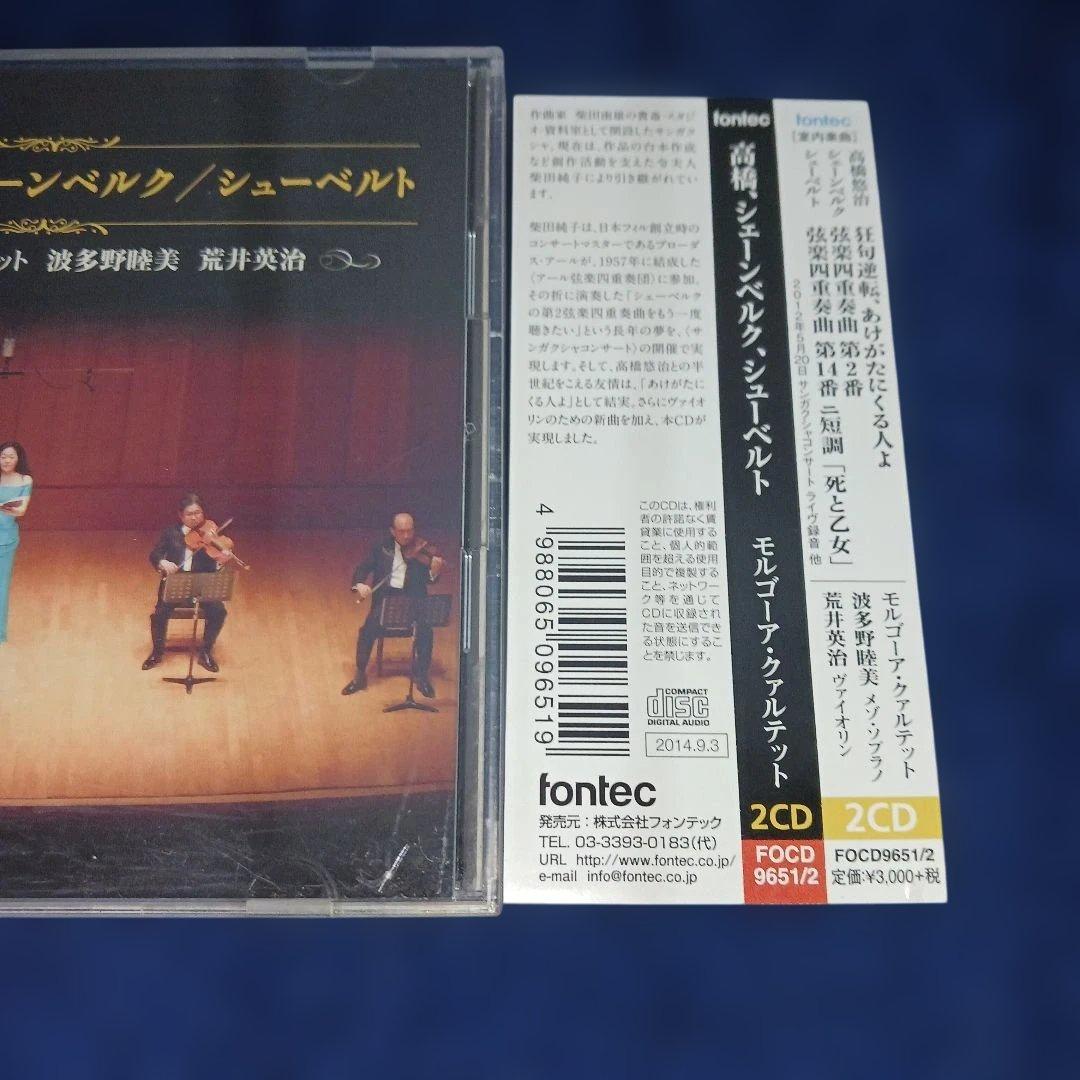 ーンベルク/シューベルト
ット 波多野睦美 荒井英治
作曲家 柴田南雄の書斎・スタジ
オ・資料室として開設したサンガク
シャ。現在は、作品の台本作成
など創作活動を支えた令夫人
柴田純子により引き継がれてい
ます。
柴田純子は、日本フィル創立時の
コンサートマスターであるブローダ
ス・アールが、1957年に結成した
〈アール弦楽四重奏団〉に参加。
その折に演奏した「シェーンベルク
の第2弦楽四重奏曲をもう一度
聴きたい」という長年の夢を、〈サ
ンガクシャコンサート〉の開催で実
現します。そして、高橋悠治との半
世紀をこえる友情は、「あけがたに
くる人よ」として結実。さらにヴァイオ
リンのための新曲を加え、本CDが
実現しました。
4 988065 096519
このCDは、権利
者の許諾なく賃
貸業に使用する
こと、個人的範
囲を超える使用
目的で複製する
こと、ネットワー
ク等を通じて
CDに収録され
た音を送信でき
る状態にするこ
とを禁じます。
COMPACT
disc
DIGITAL AUDIO
2014.9.3
fontec
発売元:株式会社フォンテック
TEL. 03-3393-0183(代)
URL http://www.fontec.co.jp/
e-mail info@fontec.co.jp
fontec
高橋、シェーンベルク、シューベルト モルゴーア・クァルテット
2CD
FOCD
9651/2
fontec
[室内楽曲]
高橋悠治 狂句逆転、あけがたにくる人よ
シェーンベルク 弦楽四重奏曲 第2番
シューベルト 弦楽四重奏曲 第14番 ニ短調「死と乙女」
2012年5月20日 サンガクシャコンサート ライヴ録音 他
モルゴーア・クァルテット
波多野睦美 メゾ・ソプラノ
荒井英治 ヴァイオリン
2CD
FOCD9651/2
定価:¥3,000+税